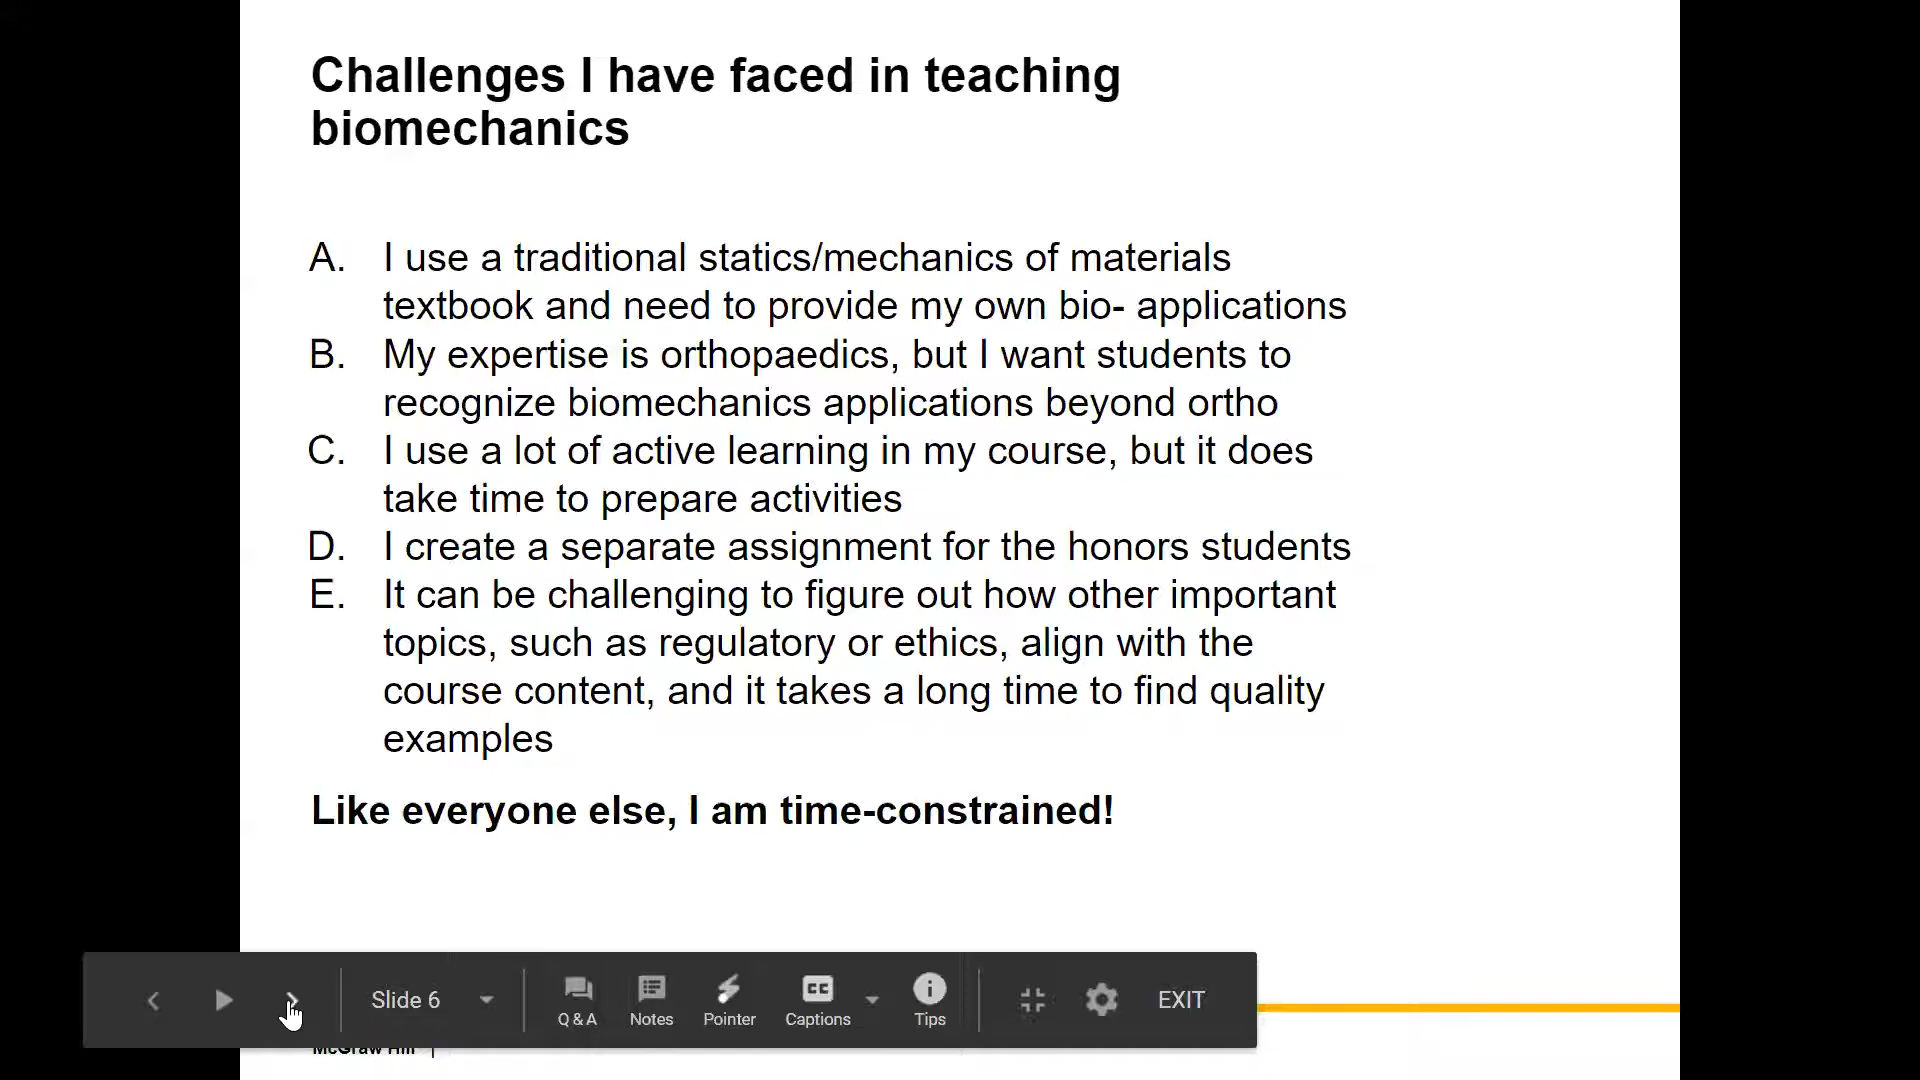 Challenges I have faced in teaching
biomechanics
A. I use a traditional statics/mechanics of materials
textbook and need to provide my own bio- applications
B. My expertise is orthopaedics, but I want students to
recognize biomechanics applications beyond ortho
C. I use a lot of active learning in my course, but it does
take time to prepare activities
D. I create a separate assignment for the honors students
E. It can be challenging to figure out how other important
topics, such as regulatory or ethics, align with the
course content, and it takes a long time to find quality
examples
Like everyone else, I am time-constrained!
Slide 6
Q & A
Notes
Pointer
CC
Captions
Tips
EXIT
McGraw Hill |